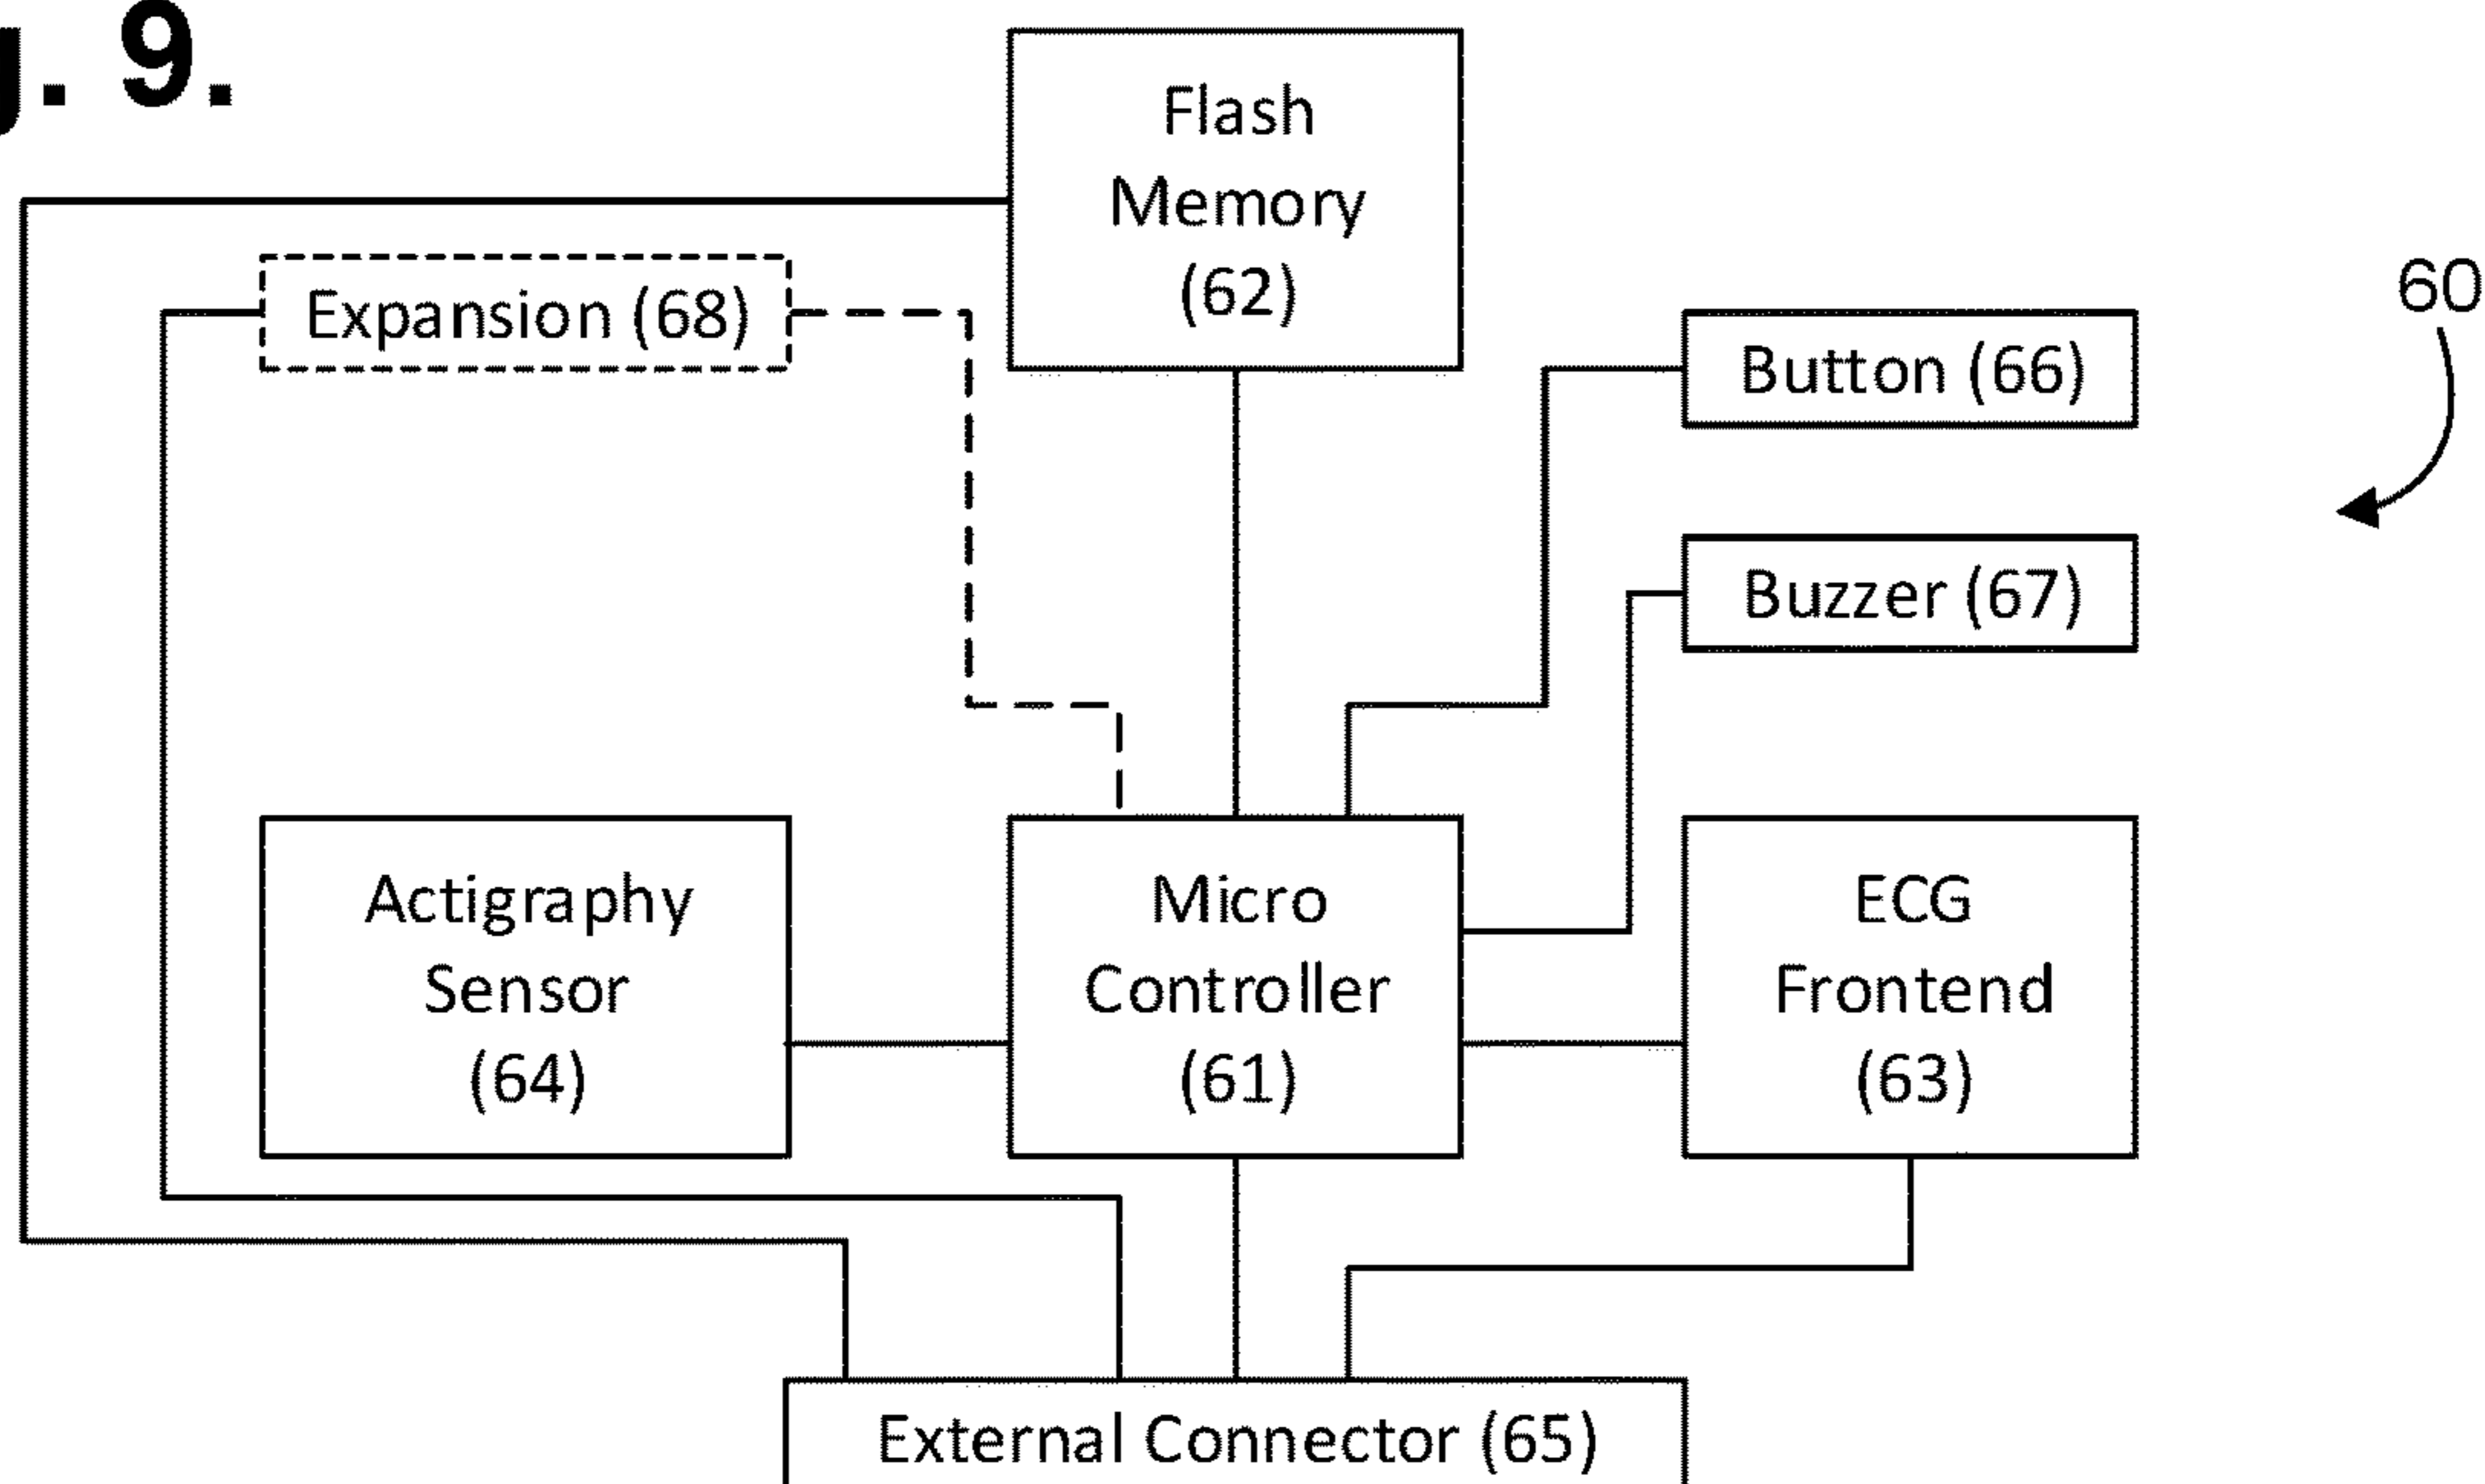 g. 9.
Flash
Memory
(62)
Expansion (68)
60
Button (66)
Buzzer (67)
Actigraphy
Sensor
(64)
Micro
Controller
(61)
ECG
Frontend
(63)
External Connector (65)